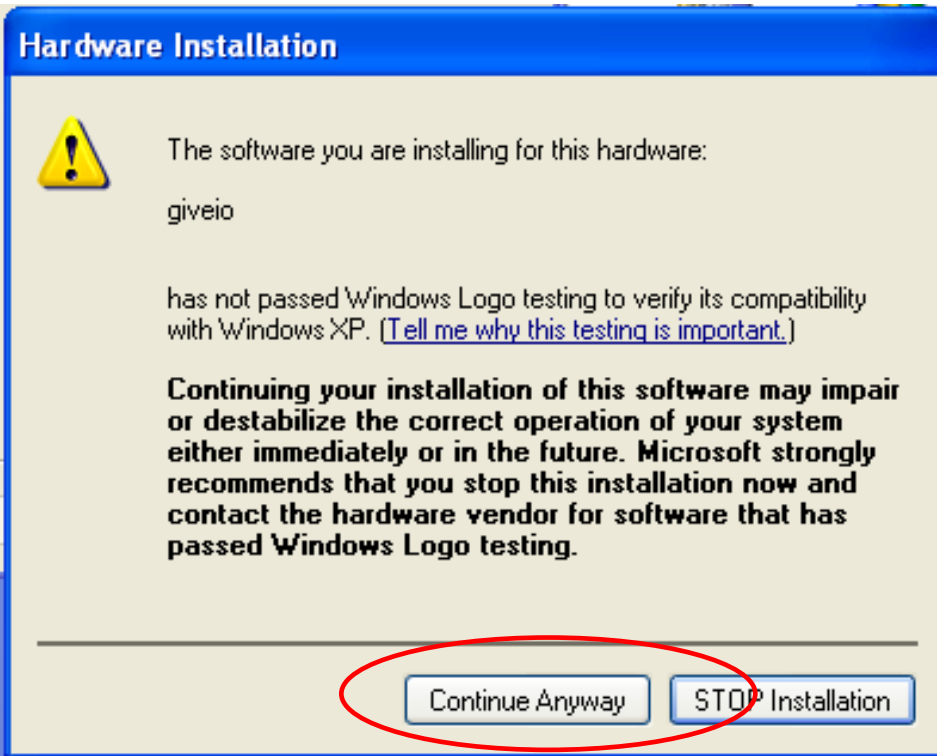 Hardware Installation
The software you are installing for this hardware:
giveio
has not passed Windows Logo testing to verify its compatibility
with Windows XP. (Tell me why this testing is important.)
Continuing your installation of this software may impair
or destabilize the correct operation of your system
either immediately or in the future. Microsoft strongly
recommends that you stop this installation now and
contact the hardware vendor for software that has
passed Windows Logo testing.
Continue Anyway STOP Installation